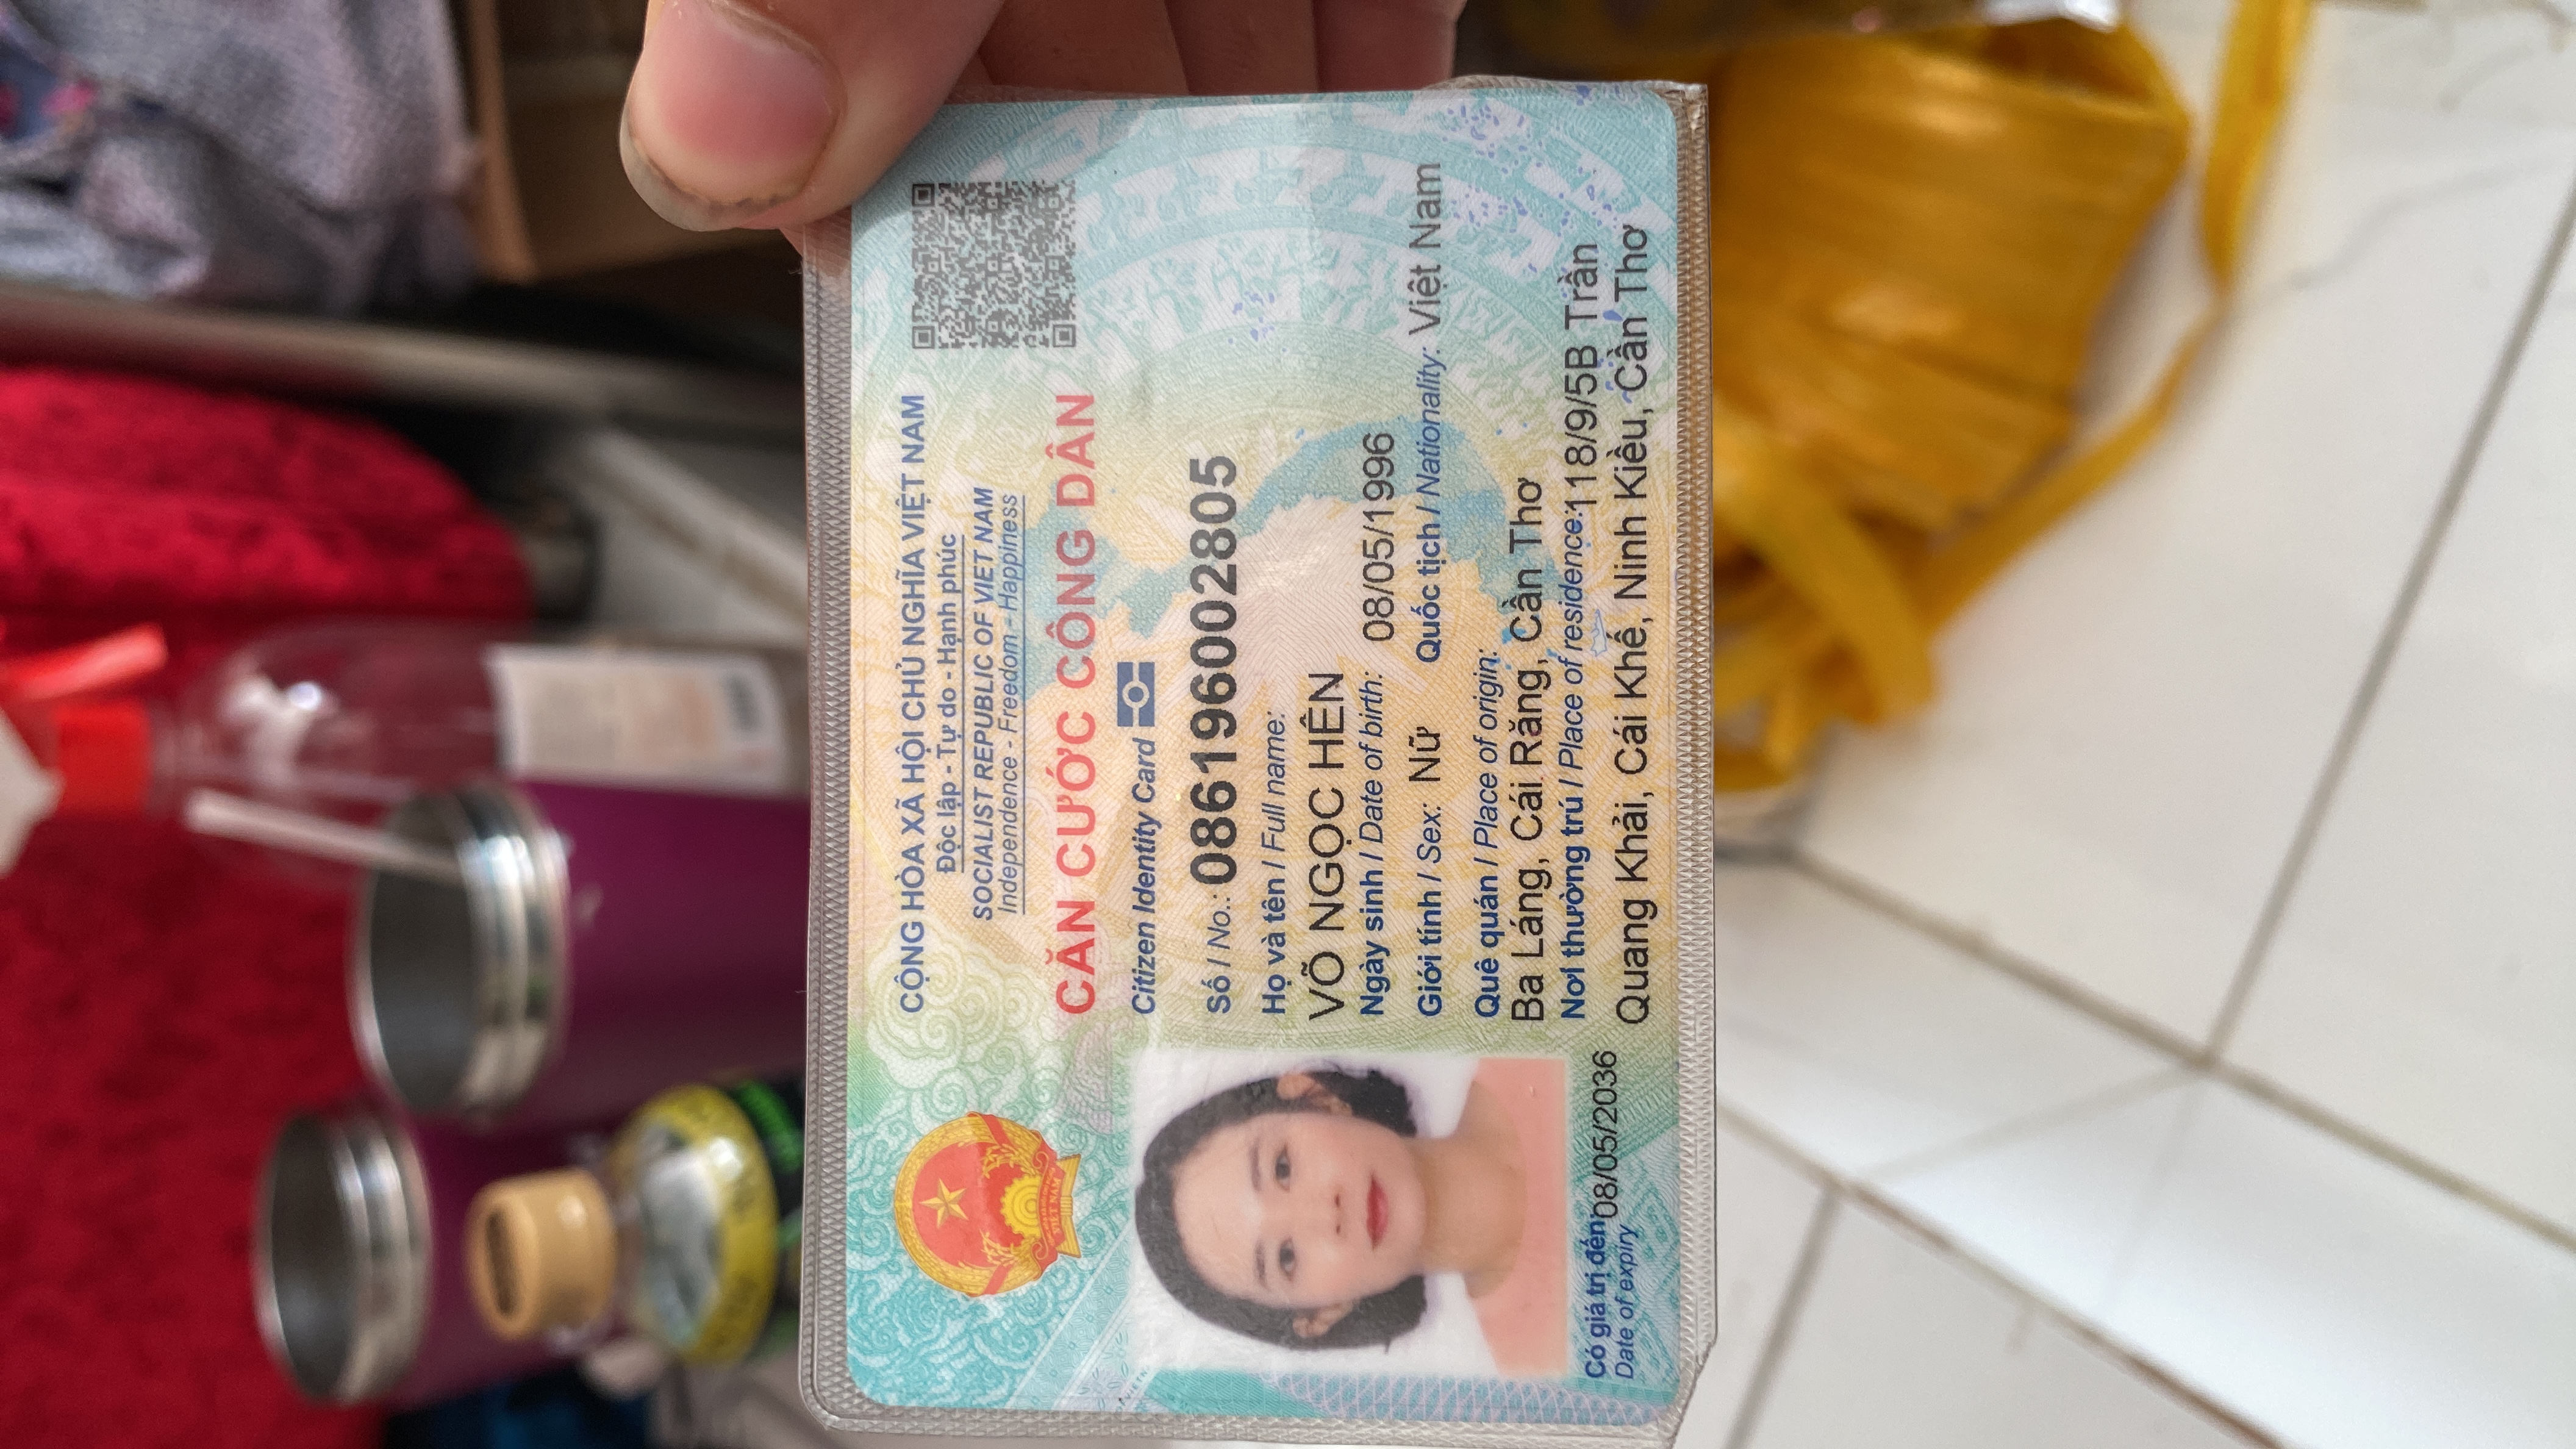 CỘNG HÒA XÃ HỘI CHỦ NGHĨA VIỆT NAM
Độc lập - Tự do - Hạnh phúc
SOCIALIST REPUBLIC OF VIET NAM
Independence - Freedom - Happiness
VIỆT NAM
CĂN CƯỚC CÔNG DÂN
Citizen Identity Card
Số / No.: 086196002805
Họ và tên / Full name:
VÕ NGỌC HÊN
Ngày sinh / Date of birth: 08/05/1996
Giới tính / Sex: Nữ Quốc tịch / Nationality: Việt Nam
Quê quán / Place of origin:
Ba Láng, Cái Răng, Cần Thơ
Nơi thường trú / Place of residence: 118/9/5B Trần
Quang Khải, Cái Khế, Ninh Kiều, Cần Thơ
Có giá trị đến: 08/05/2036
Date of expiry